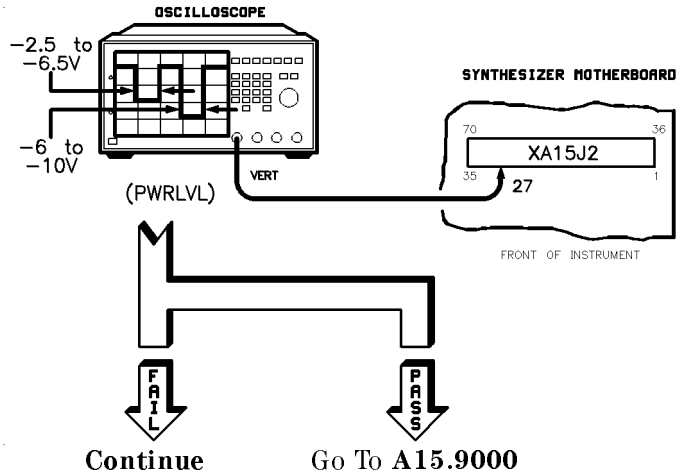 OSCILLOSCOPE
−2.5 to
−6.5V
−6 to
−10V
(PWRLVL)
VERT
SYNTHESIZER MOTHERBOARD
70
36
XA15J2
35
1
27
FRONT OF INSTRUMENT
FAIL
PASS
Continue
Go To A15.9000